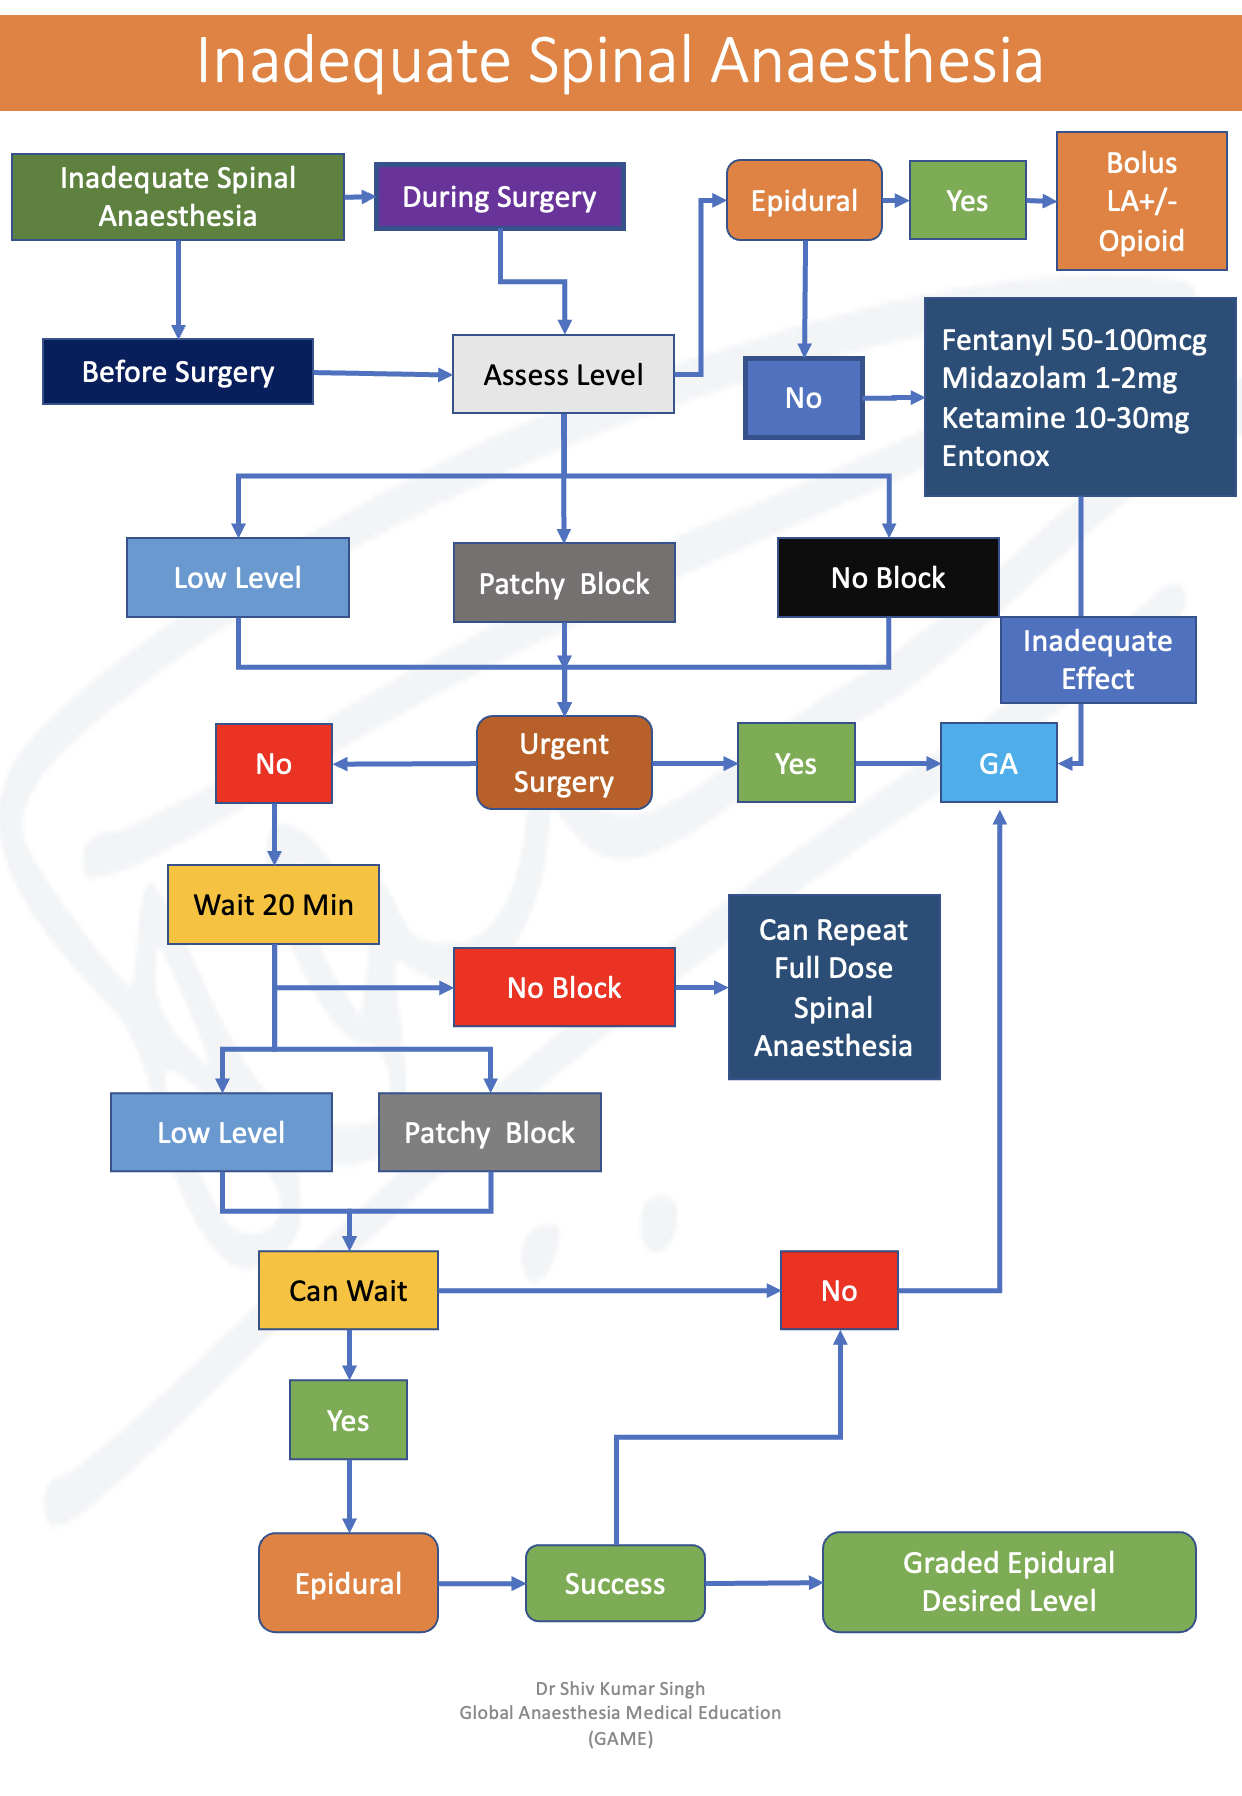 Inadequate Spinal Anaesthesia
Inadequate Spinal
Anaesthesia
During Surgery
Epidural
Yes
Bolus
LA+/-
Opioid
Before Surgery
Assess Level
No
Fentanyl 50-100mcg
Midazolam 1-2mg
Ketamine 10-30mg
Entonox
Low Level
Patchy  Block
No Block
Inadequate
Effect
No
Urgent
Surgery
Yes
GA
Wait 20 Min
No Block
Can Repeat
Full Dose
Spinal
Anaesthesia
Low Level
Patchy  Block
Can Wait
No
Yes
Epidural
Success
Graded Epidural
Desired Level
Dr Shiv Kumar Singh
Global Anaesthesia Medical Education
(GAME)